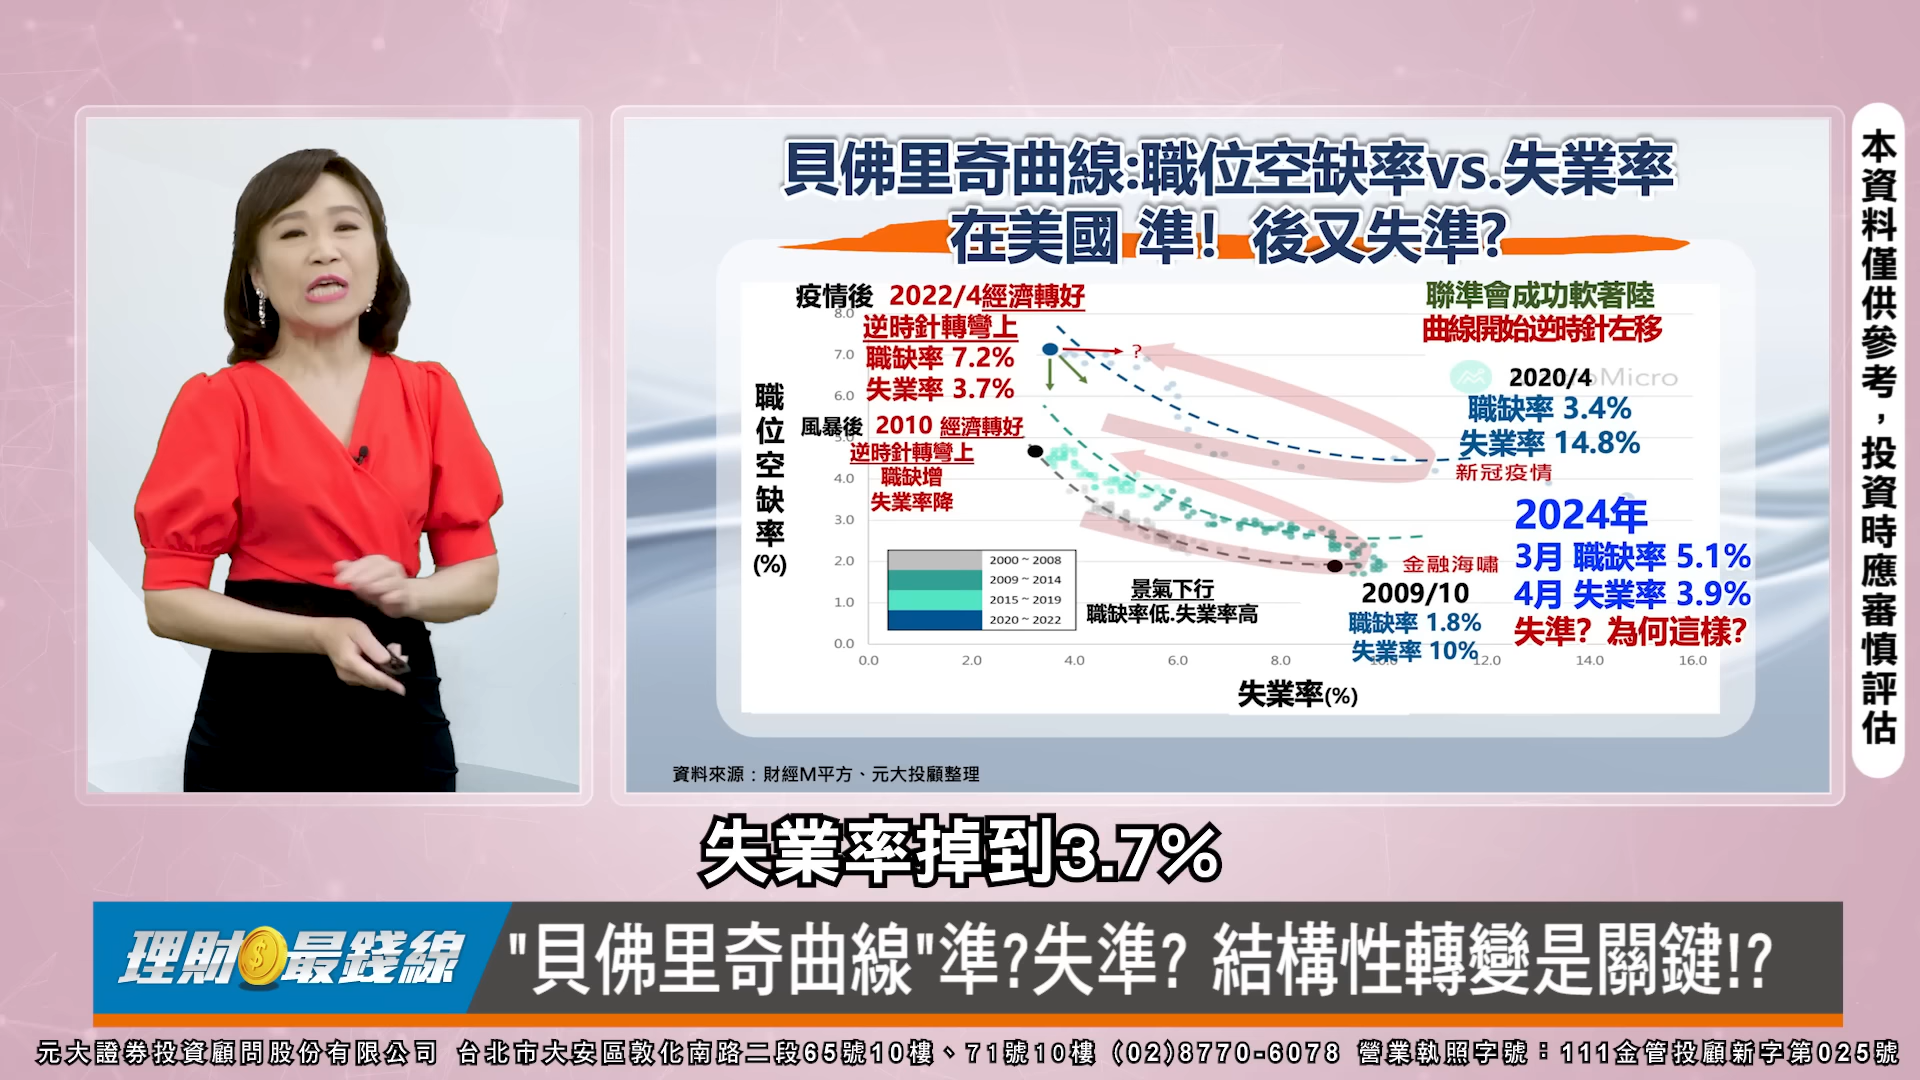 貝佛里奇曲線:職位空缺率vs.失業率
在美國 準！後又失準?
疫情後 2022/4經濟轉好
逆時針轉彎上
職缺率 7.2%
失業率 3.7%
風暴後 2010 經濟轉好
逆時針轉彎上
職缺增
失業率降
聯準會成功軟著陸
曲線開始逆時針左移
2020/4
Micro
職缺率 3.4%
失業率 14.8%
新冠疫情
?
2024年
3月 職缺率 5.1%
4月 失業率 3.9%
失準？為何這樣?
金融海嘯
2009/10
職缺率 1.8%
失業率 10%
景氣下行
職缺率低.失業率高
職位空缺率(%)
8.0
7.0
6.0
5.0
4.0
3.0
2.0
1.0
0.0
2000 ~ 2008
2009 ~ 2014
2015 ~ 2019
2020 ~ 2022
0.0 2.0 4.0 6.0 8.0 10.0 12.0 14.0 16.0
失業率(%)
資料來源：財經M平方、元大投顧整理
本資料僅供參考，投資時應審慎評估
失業率掉到3.7%
理財最錢線
"貝佛里奇曲線"準?失準? 結構性轉變是關鍵!?
元大證券投資顧問股份有限公司 台北市大安區敦化南路二段65號10樓、71號10樓 (02)8770-6078 營業執照字號：111金管投顧新字第025號